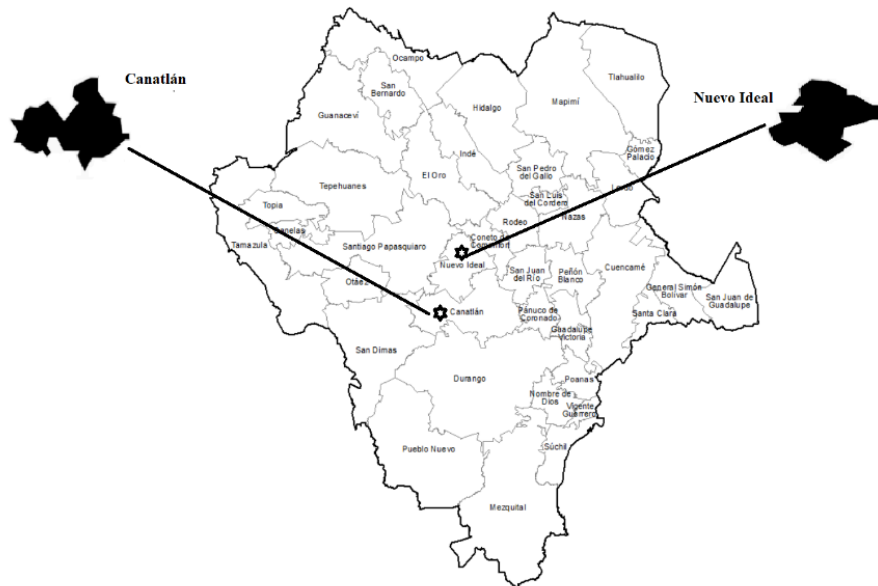 Canatlán
Nuevo Ideal
Ocampo
San
Bernardo
Guanaceví
Hidalgo
Mapimí
Tlahualilo
Gómez
Palacio
Indé
El Oro
San Pedro
del Gallo
San Luis
del Cordero
Tepehuanes
Topia
Tamazula
Santiago Papasquiaro
Rodeo
Nazas
Coneto de
Nuevo Ideal
San Juan
del Río
Peñón
Blanco
Cuencamé
General Simón
Bolívar
San Juan de
Guadalupe
Santa Clara
Otáez
Canatlán
Pánuco de
Coronado
Guadalupe
Victoria
San Dimas
Durango
Poanas
Nombre de
Dios
Vicente
Guerrero
Súchil
Pueblo Nuevo
Mezquital